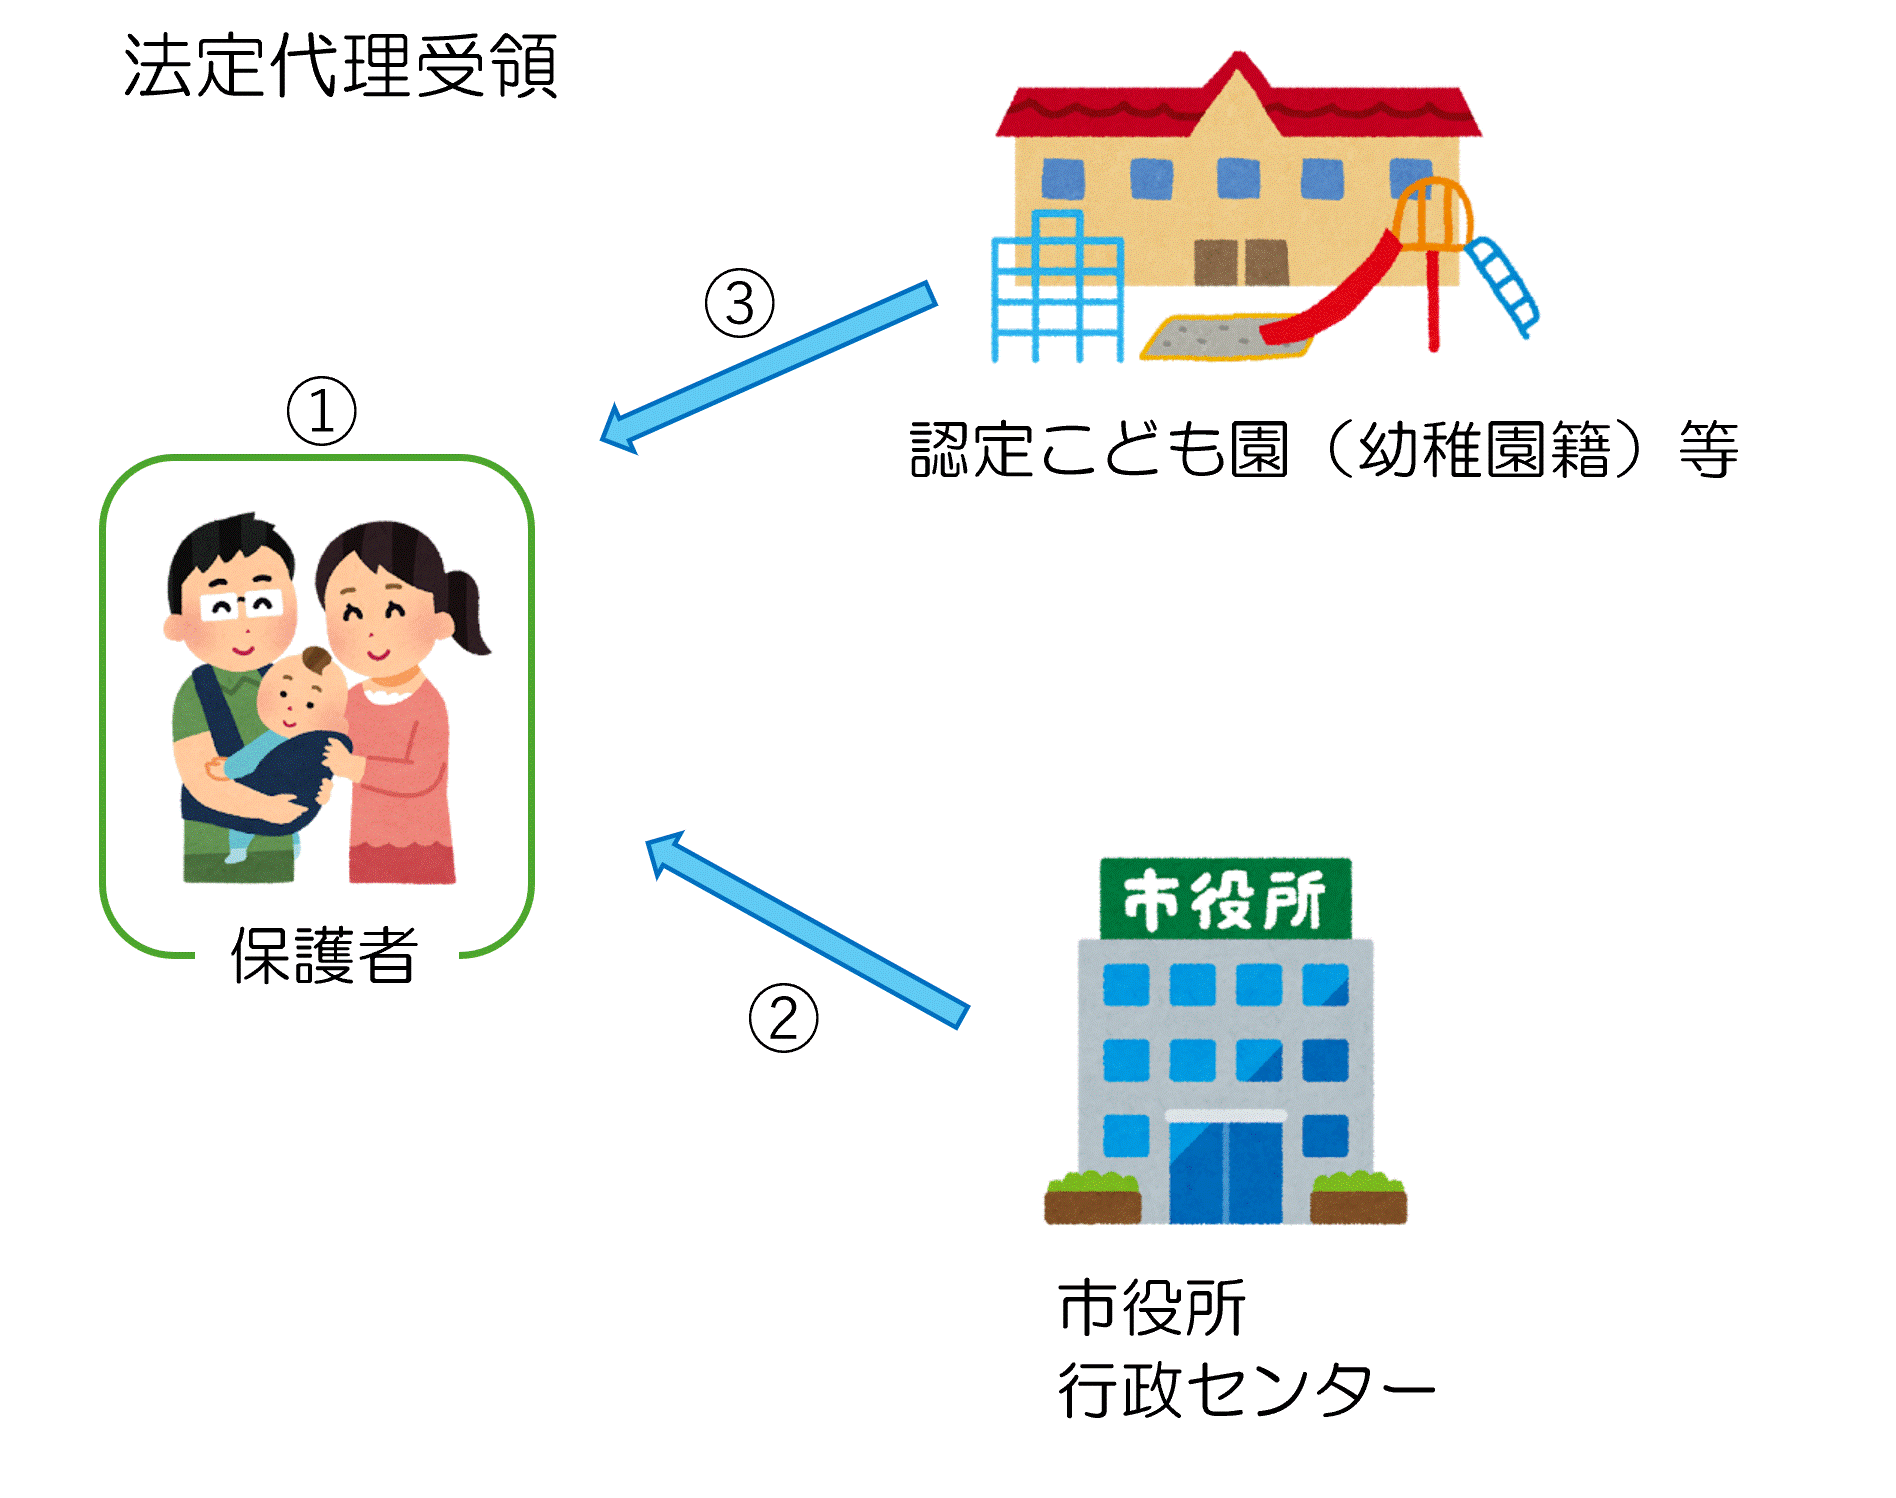 法定代理受領
③
認定こども園（幼稚園籍）等
①
保護者
②
市役所
市役所
行政センター